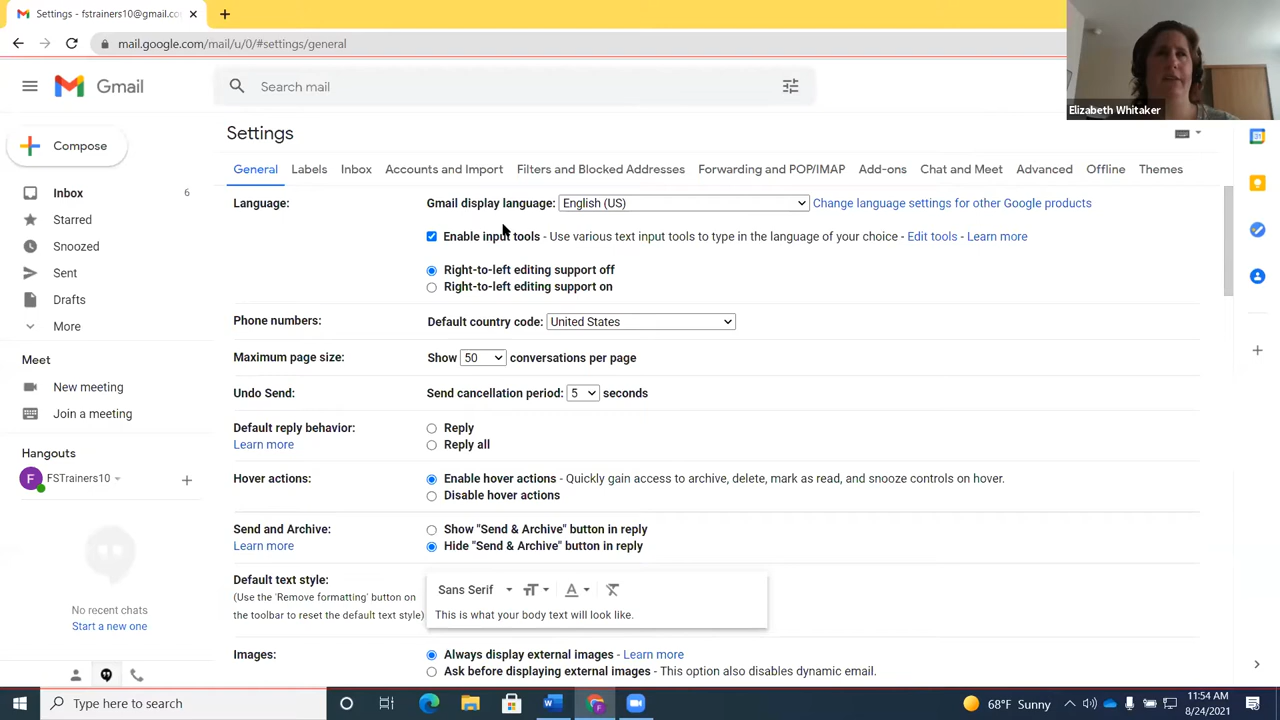 Settings - fstrainers10@gmail.co
mail.google.com/mail/u/0/#settings/general
Elizabeth Whitaker
Gmail
Search mail
Settings
Compose
General Labels Inbox Accounts and Import Filters and Blocked Addresses Forwarding and POP/IMAP Add-ons Chat and Meet Advanced Offline Themes
Inbox 6
Starred
Snoozed
Sent
Drafts
More
Meet
New meeting
Join a meeting
Hangouts
F FSTrainers10
No recent chats
Start a new one
Language: Gmail display language: English (US) Change language settings for other Google products
Enable input tools - Use various text input tools to type in the language of your choice - Edit tools - Learn more
Right-to-left editing support off
Right-to-left editing support on
Phone numbers: Default country code: United States
Maximum page size: Show 50 conversations per page
Undo Send: Send cancellation period: 5 seconds
Default reply behavior: Reply
Learn more Reply all
Hover actions: Enable hover actions - Quickly gain access to archive, delete, mark as read, and snooze controls on hover.
Disable hover actions
Send and Archive: Show "Send & Archive" button in reply
Learn more Hide "Send & Archive" button in reply
Default text style:
(Use the 'Remove formatting' button on
the toolbar to reset the default text style)
Sans Serif
This is what your body text will look like.
Images: Always display external images - Learn more
Ask before displaying external images - This option also disables dynamic email.
Type here to search
68°F Sunny
11:54 AM
8/24/2021